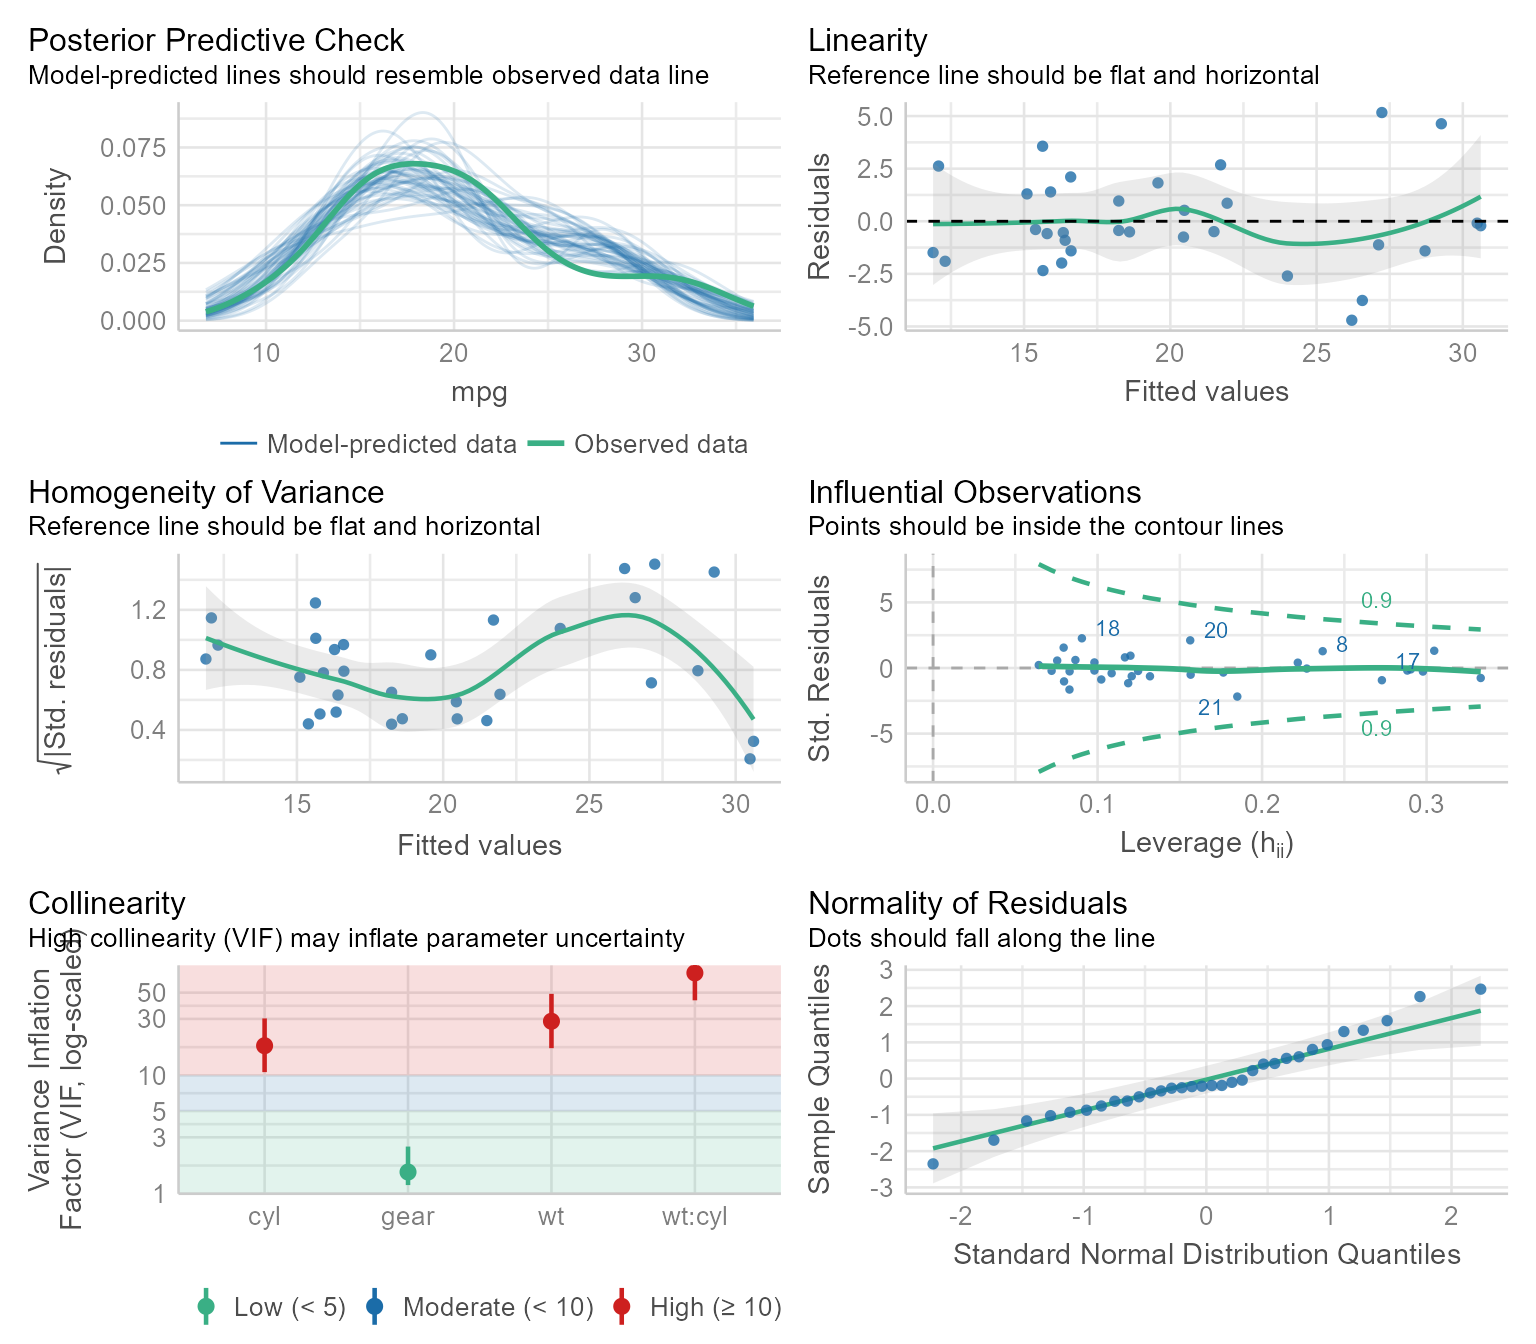 Posterior Predictive Check
Model-predicted lines should resemble observed data line
Density
0.075
0.050
0.025
0.000
10 20 30
mpg
Model-predicted data Observed data
Linearity
Reference line should be flat and horizontal
Residuals
5.0
2.5
0.0
-2.5
-5.0
15 20 25 30
Fitted values
Homogeneity of Variance
Reference line should be flat and horizontal
√|Std. residuals|
1.2
0.8
0.4
15 20 25 30
Fitted values
Influential Observations
Points should be inside the contour lines
Std. Residuals
5
0
-5
0.9
18
20
8
17
21
0.9
0.0 0.1 0.2 0.3
Leverage (hii)
Collinearity
High collinearity (VIF) may inflate parameter uncertainty
Variance Inflation
Factor (VIF, log-scaled)
50
30
10
5
3
1
cyl gear wt wt:cyl
Low (< 5) Moderate (< 10) High (≥ 10)
Normality of Residuals
Dots should fall along the line
Sample Quantiles
3
2
1
0
-1
-2
-3
-2 -1 0 1 2
Standard Normal Distribution Quantiles